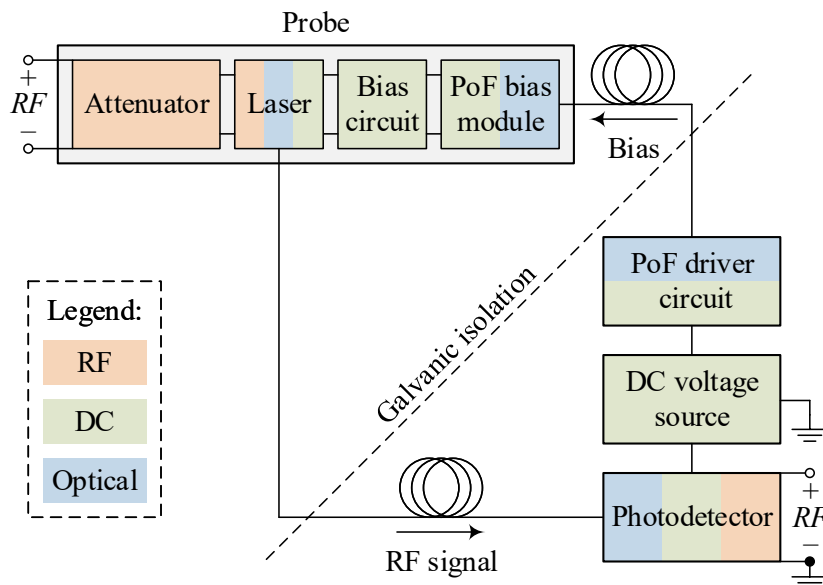 Probe
+
RF
−
Attenuator
Laser
Bias
circuit
PoF bias
module
Bias
PoF driver
circuit
Galvanic isolation
Legend:
RF
DC
Optical
DC voltage
source
Photodetector
+
RF
−
RF signal